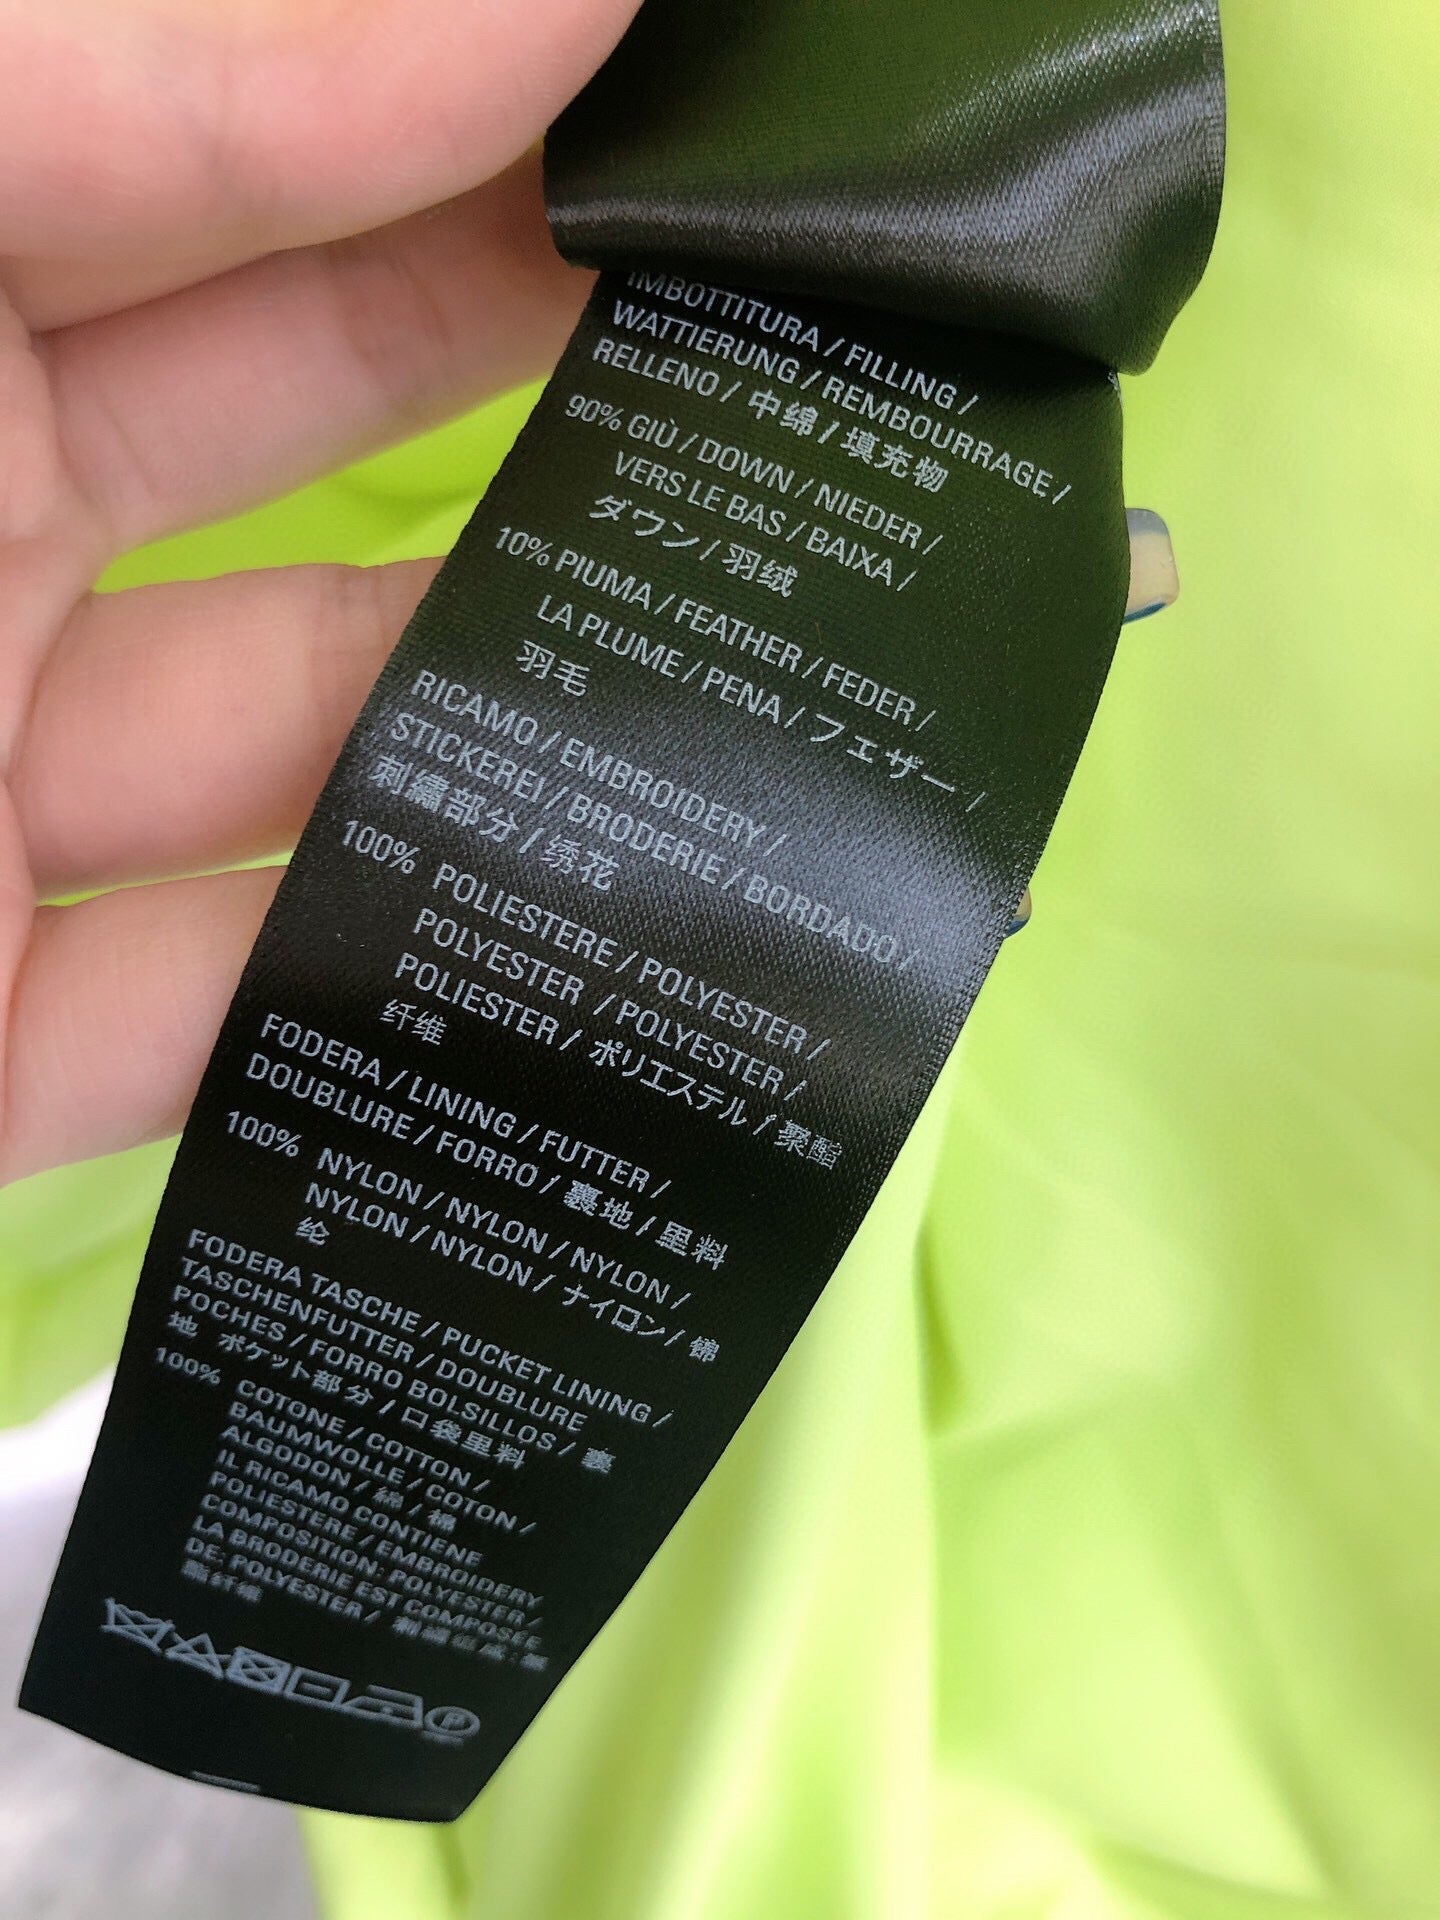 IMBOTTITURA / FILLING /
WATTIERUNG / REMBOURRAGE /
RELLENO / 中绵 / 填充物
90% GIÙ / DOWN / NIEDER /
VERS LE BAS / BAIXA /
ダウン / 羽绒
10% PIUMA / FEATHER / FEDER /
LA PLUME / PENA / フェザー /
羽毛
RICAMO / EMBROIDERY /
STICKEREI / BRODERIE / BORDADO /
刺繡部分 / 绣花
100% POLIESTERE / POLYESTER /
POLYESTER / POLYESTER /
POLIESTER / ポリエステル / 聚酯
纤维
FODERA / LINING / FUTTER /
DOUBLURE / FORRO / 裏地 / 里料
100% NYLON / NYLON / NYLON /
NYLON / NYLON / ナイロン / 锦
纶
FODERA TASCHE / PUCKET LINING /
TASCHENFUTTER / DOUBLURE
POCHES / FORRO BOLSILLOS / 裏
地 ポケット部分 / 口袋里料
100% COTONE / COTTON /
BAUMWOLLE / COTON /
ALGODON / 綿 / 棉
IL RICAMO CONTIENE
POLIESTERE / EMBROIDERY
COMPOSITION: POLYESTER /
LA BRODERIE EST COMPOSÉE
DE: POLYESTER /
P